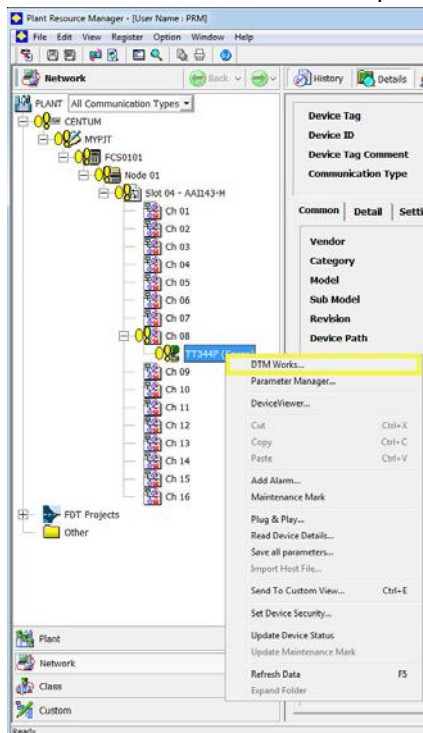 Plant Resource Manager - [User Name : PRM]
File Edit View Register Option Window Help
Network Back History Details
PLANT All Communication Types
CENTUM
MYPJT
FCS0101
Node 01
Slot 04 - AAI143-H
Ch 01
Ch 02
Ch 03
Ch 04
Ch 05
Ch 06
Ch 07
Ch 08
TT344P
Ch 09
Ch 10
Ch 11
Ch 12
Ch 13
Ch 14
Ch 15
Ch 16
FDT Projects
Other
Plant
Network
Class
Custom
Ready
Device Tag
Device ID
Device Tag Comment
Communication Type
Common Detail Setti
Vendor
Category
Model
Sub Model
Revision
Device Path
DTM Works...
Parameter Manager...
DeviceViewer...
Cut Ctrl+X
Copy Ctrl+C
Paste Ctrl+V
Add Alarm...
Maintenance Mark
Plug & Play...
Read Device Details...
Save all parameters...
Import Host File...
Send To Custom View... Ctrl+E
Set Device Security...
Update Device Status
Update Maintenance Mark
Refresh Data F5
Expand Folder